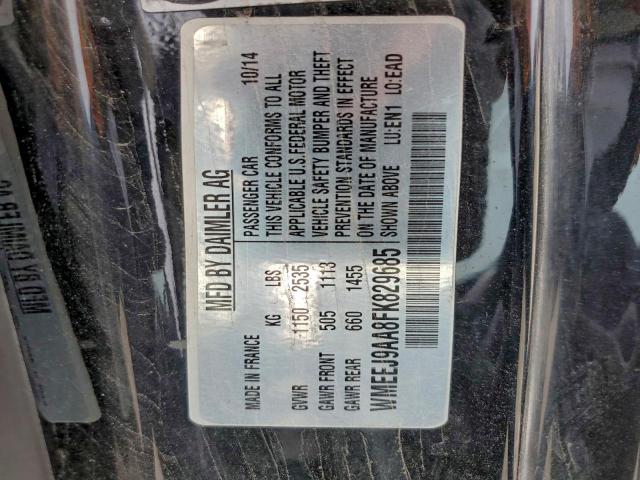 MFD BY DAIMLER AG
MADE IN FRANCE
PASSENGER CAR 10/14
KG LBS
GVWR 1150 2535
GAWR FRONT 505 1113
GAWR REAR 660 1455
THIS VEHICLE CONFORMS TO ALL
APPLICABLE U.S. FEDERAL MOTOR
VEHICLE SAFETY BUMPER AND THEFT
PREVENTION STANDARDS IN EFFECT
ON THE DATE OF MANUFACTURE
SHOWN ABOVE LU:EN1 LO:EAD
WMEEJ9AA8FK829685